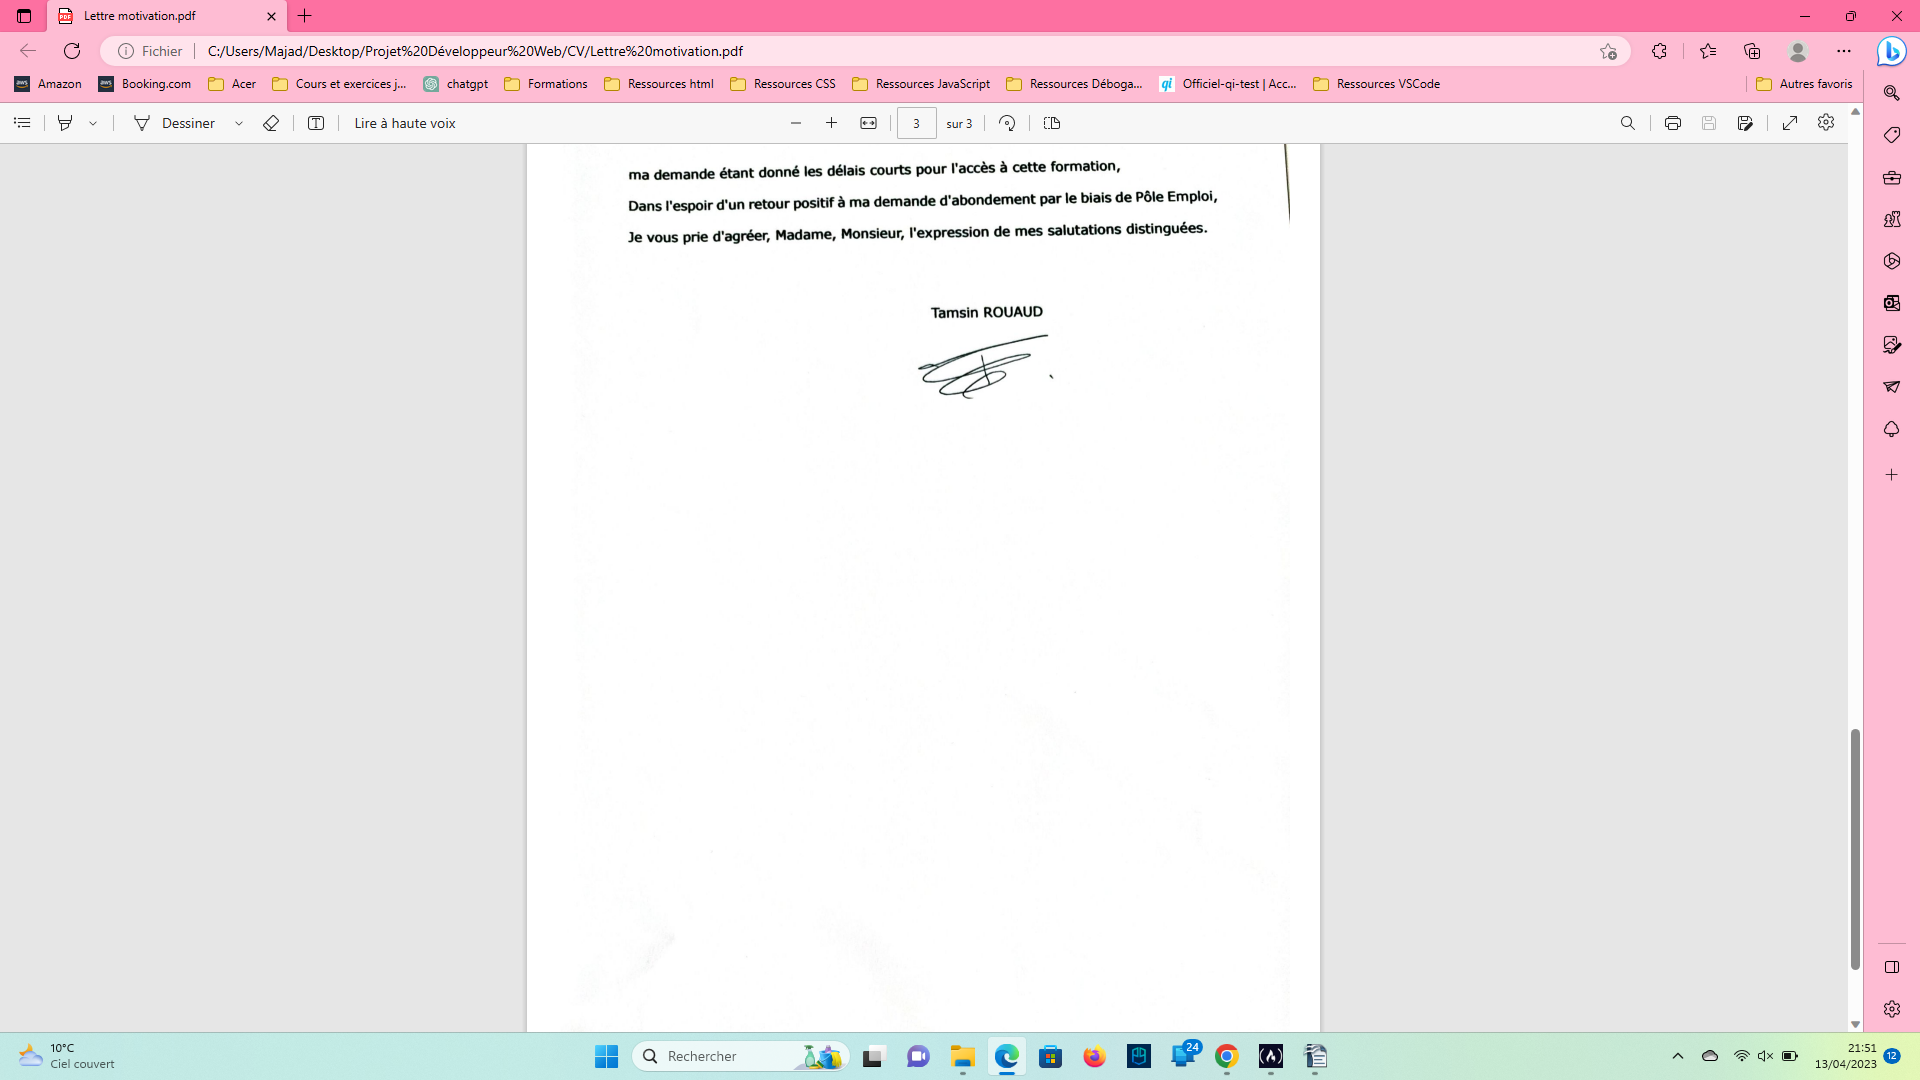 Lettre motivation.pdf
Fichier
C:/Users/Majad/Desktop/Projet%20Développeur%20Web/CV/Lettre%20motivation.pdf
Amazon
Booking.com
Acer
Cours et exercices j...
chatgpt
Formations
Ressources html
Ressources CSS
Ressources JavaScript
Ressources Déboga...
Officiel-qi-test | Acc...
Ressources VSCode
Autres favoris
Dessiner
Lire à haute voix
3
sur 3
ma demande étant donné les délais courts pour l'accès à cette formation,
Dans l'espoir d'un retour positif à ma demande d'abondement par le biais de Pôle Emploi,
Je vous prie d'agréer, Madame, Monsieur, l'expression de mes salutations distinguées.
Tamsin ROUAUD
10°C
Ciel couvert
Rechercher
24
21:51
13/04/2023
12